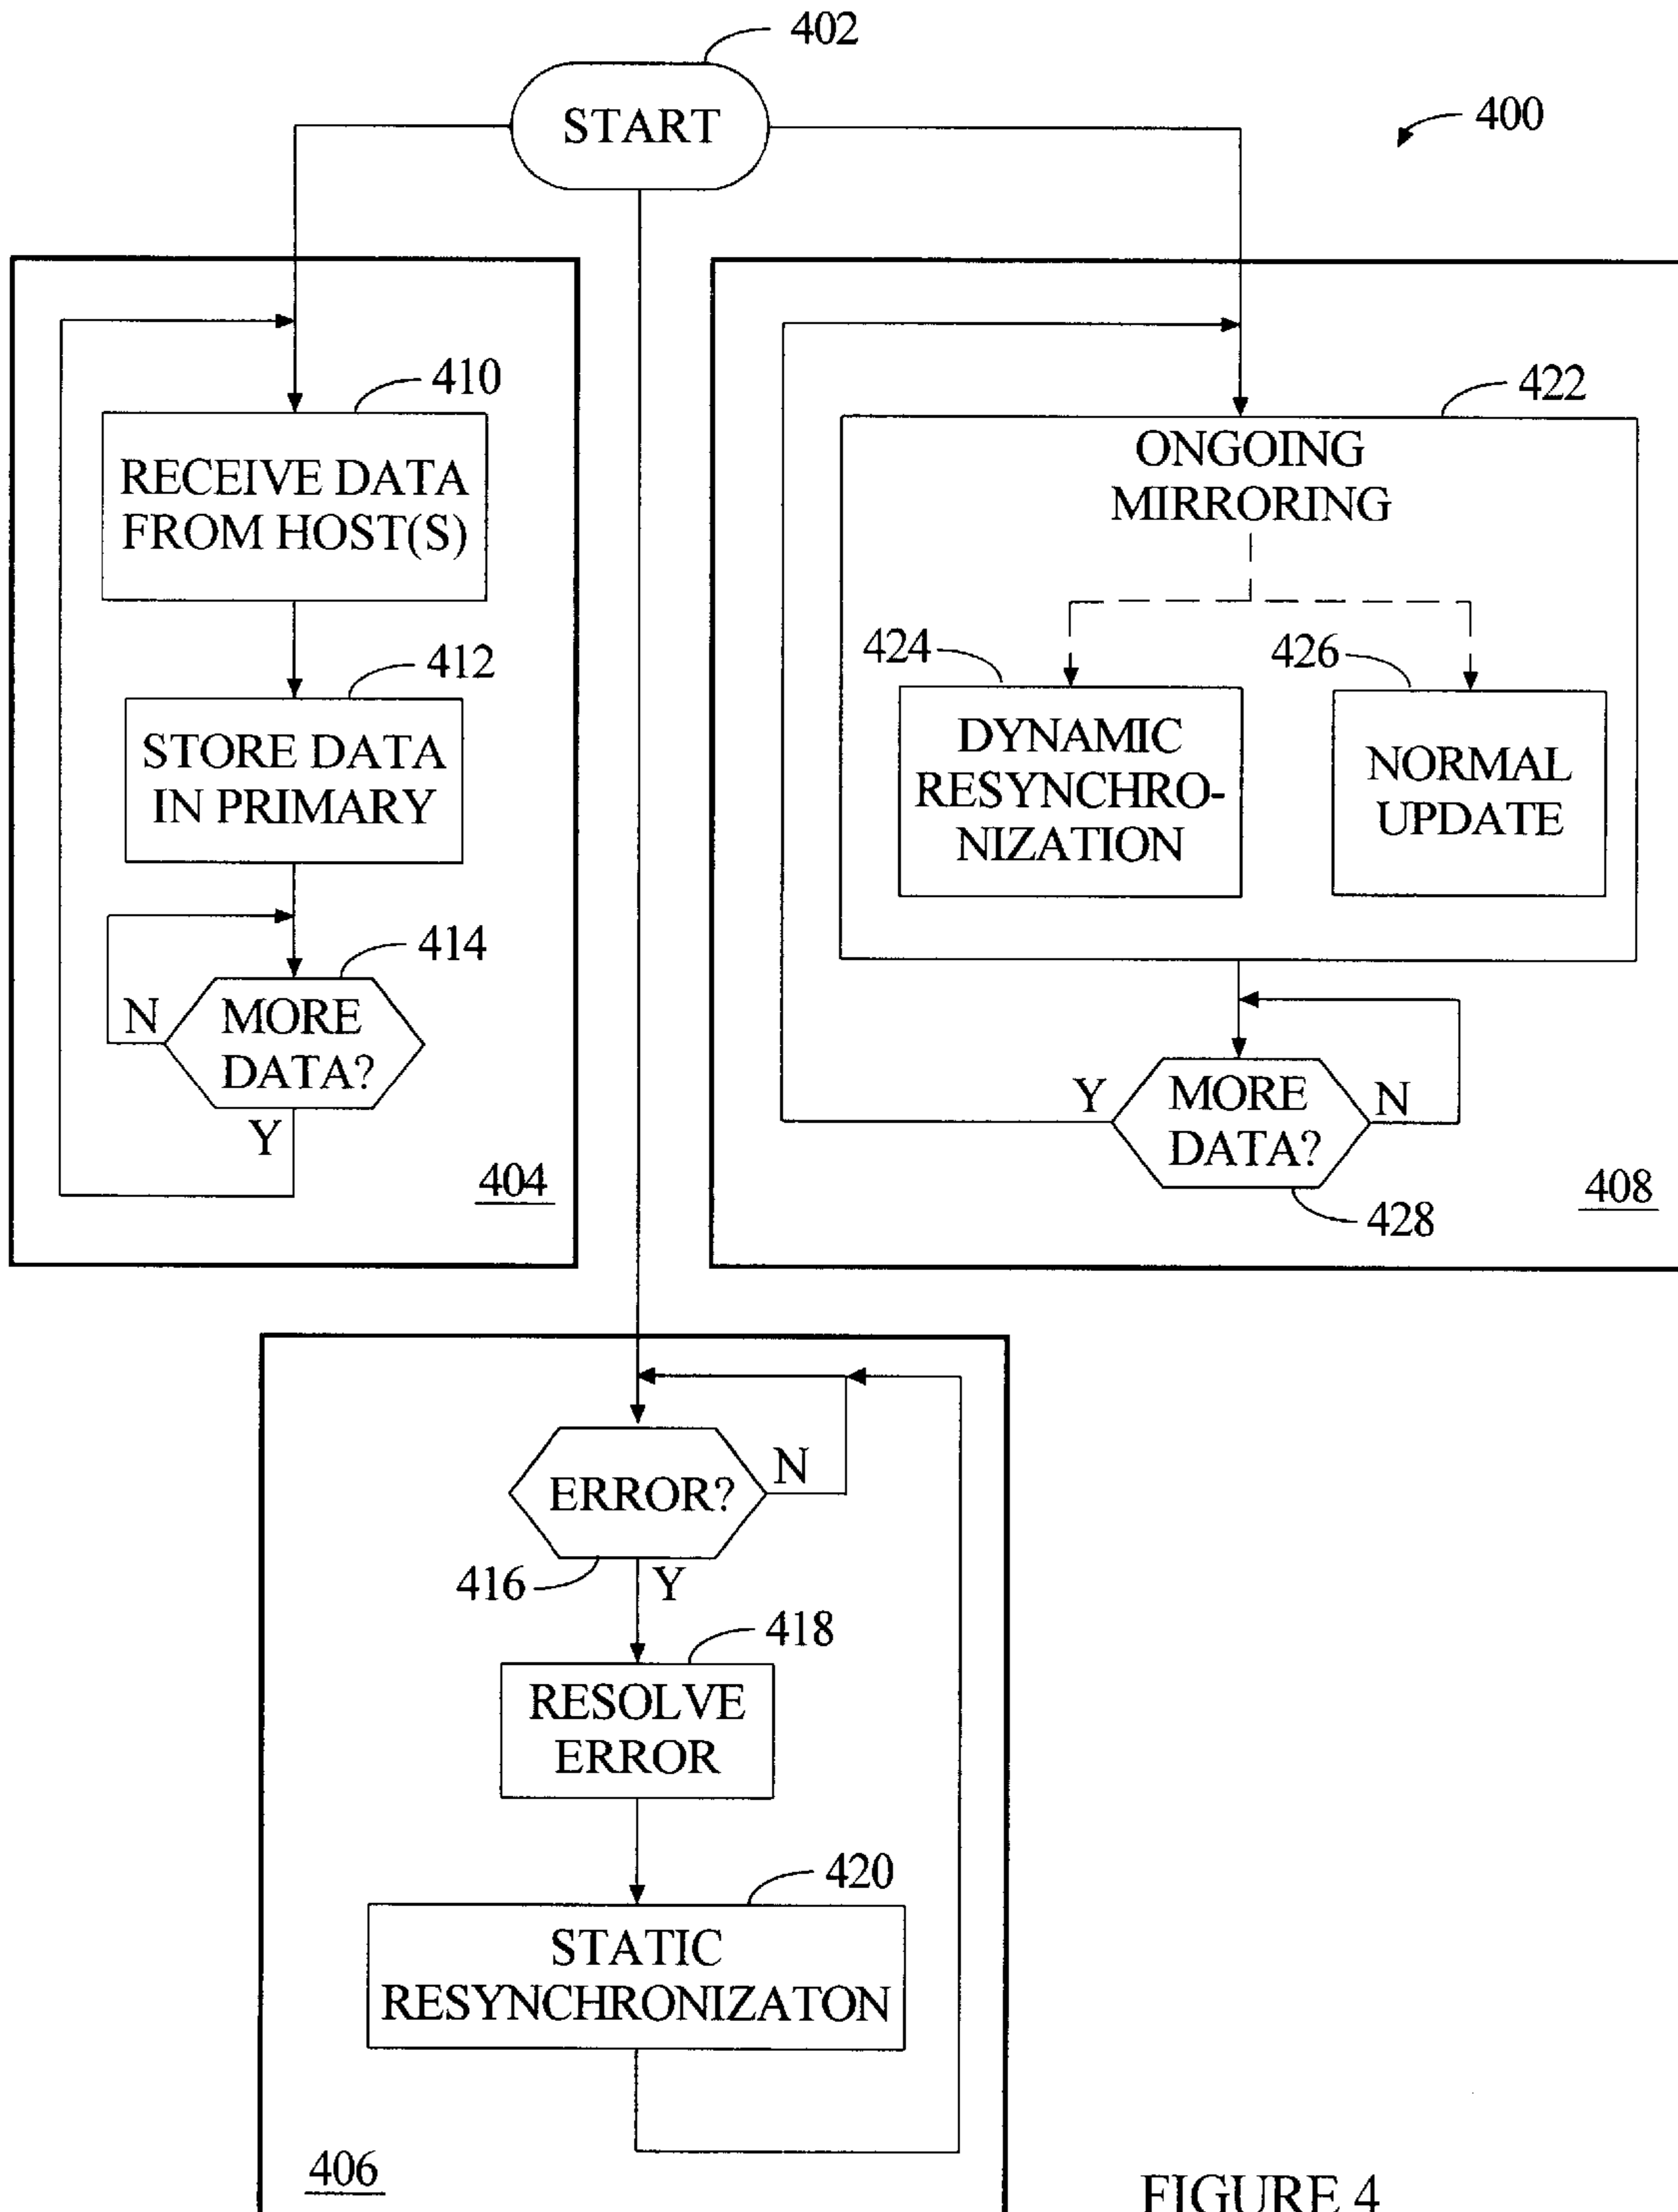 402
START
400
410
RECEIVE DATA
FROM HOST(S)
412
STORE DATA
IN PRIMARY
414
N
MORE
DATA?
Y
404
422
ONGOING
MIRRORING
424
426
DYNAMIC
RESYNCHRO-
NIZATION
NORMAL
UPDATE
Y
MORE
DATA?
N
428
408
ERROR?
N
416
Y
418
RESOLVE
ERROR
420
STATIC
RESYNCHRONIZATON
406
FIGURE 4